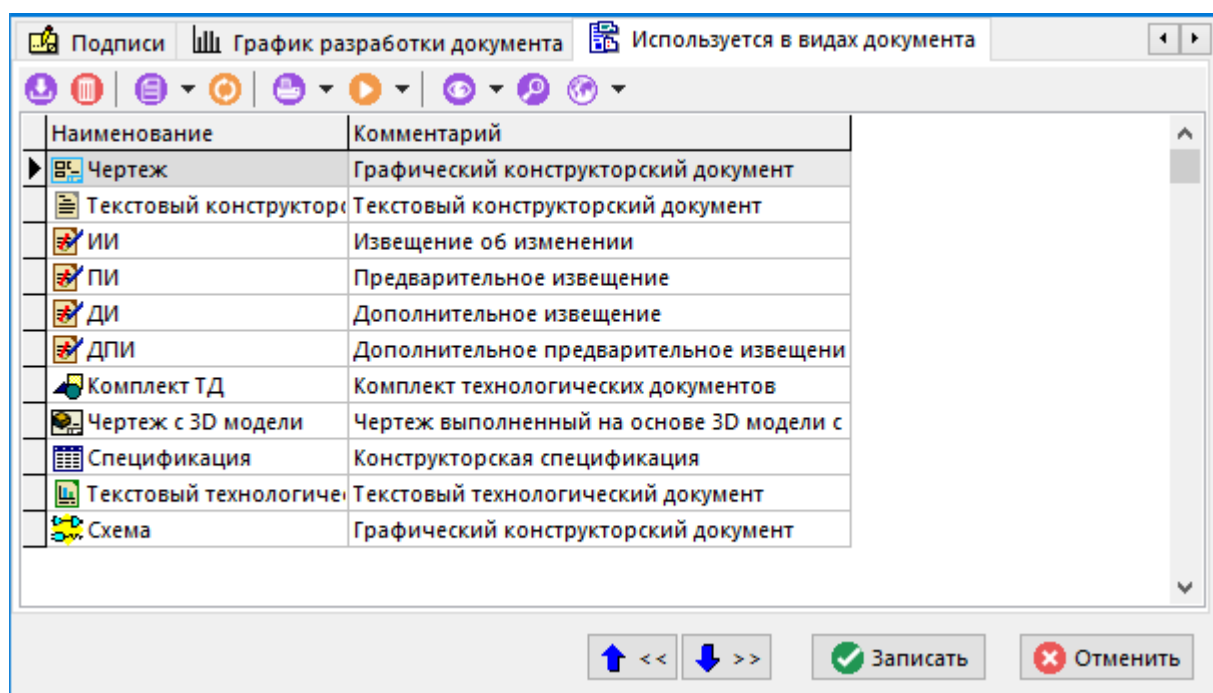 Подписи График разработки документа Используется в видах документа
Наименование Комментарий
Чертеж Графический конструкторский документ
Текстовый конструкторс Текстовый конструкторский документ
ИИ Извещение об изменении
ПИ Предварительное извещение
ДИ Дополнительное извещение
ДПИ Дополнительное предварительное извещени
Комплект ТД Комплект технологических документов
Чертеж с 3D модели Чертеж выполненный на основе 3D модели с
Спецификация Конструкторская спецификация
Текстовый технологичес Текстовый технологический документ
Схема Графический конструкторский документ
<< >> Записать Отменить